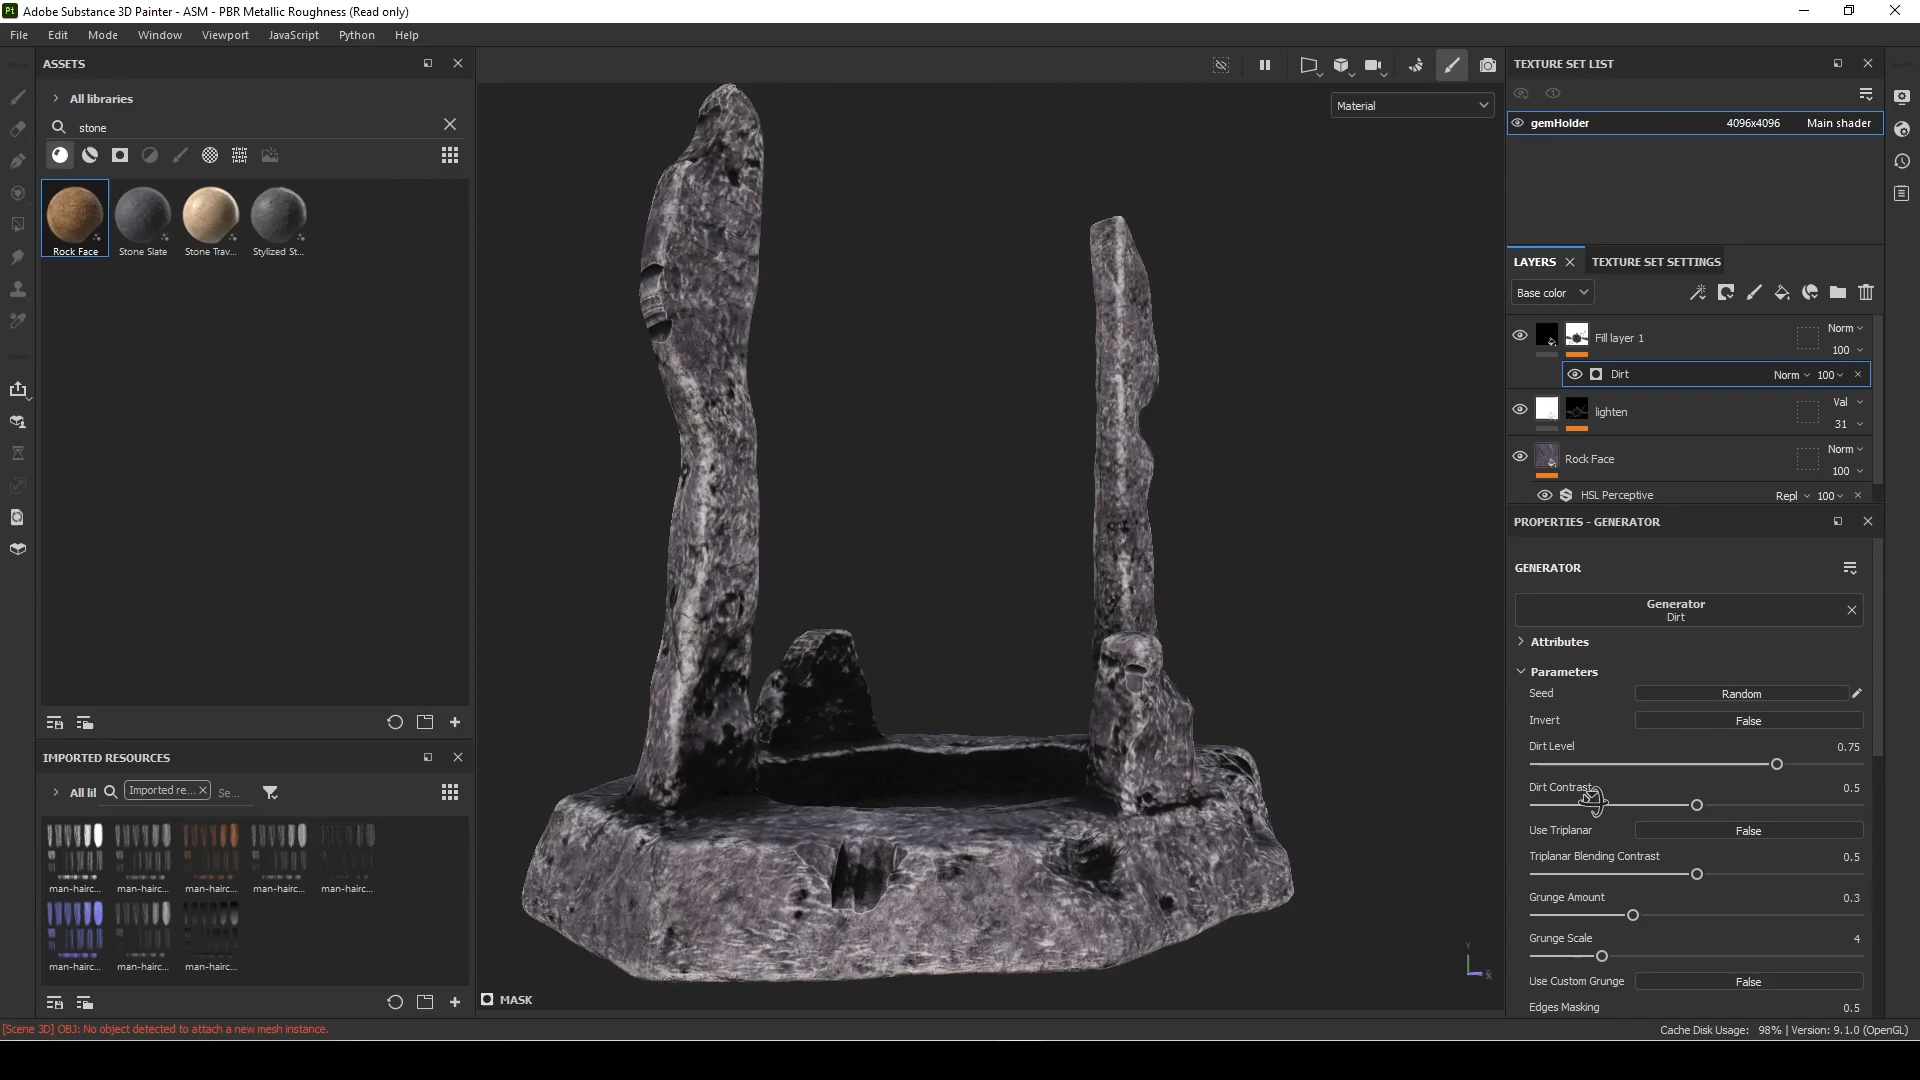 Pt Adobe Substance 3D Painter - ASM - PBR Metallic Roughness (Read only)
File Edit Mode Window Viewport JavaScript Python Help
ASSETS
All libraries
stone
Rock Face Stone Slate Stone Trav... Stylized St...
IMPORTED RESOURCES
All lil Imported re... Se...
man-hairc... man-hairc... man-hairc... man-hairc... man-hairc...
man-hairc... man-hairc... man-hairc...
[Scene 3D] OBJ: No object detected to attach a new mesh instance.
Material
Y
MASK
TEXTURE SET LIST
gemHolder 4096x4096 Main shader
LAYERS TEXTURE SET SETTINGS
Base color
Fill layer 1 Norm
100
Dirt Norm 100
lighten Val
31
Rock Face Norm
100
HSL Perceptive Repl 100
PROPERTIES - GENERATOR
GENERATOR
Generator
Dirt
Attributes
Parameters
Seed Random
Invert False
Dirt Level 0.75
Dirt Contrast 0.5
Use Triplanar False
Triplanar Blending Contrast 0.5
Grunge Amount 0.3
Grunge Scale 4
Use Custom Grunge False
Edges Masking 0.5
Cache Disk Usage: 98% | Version: 9.1.0 (OpenGL)